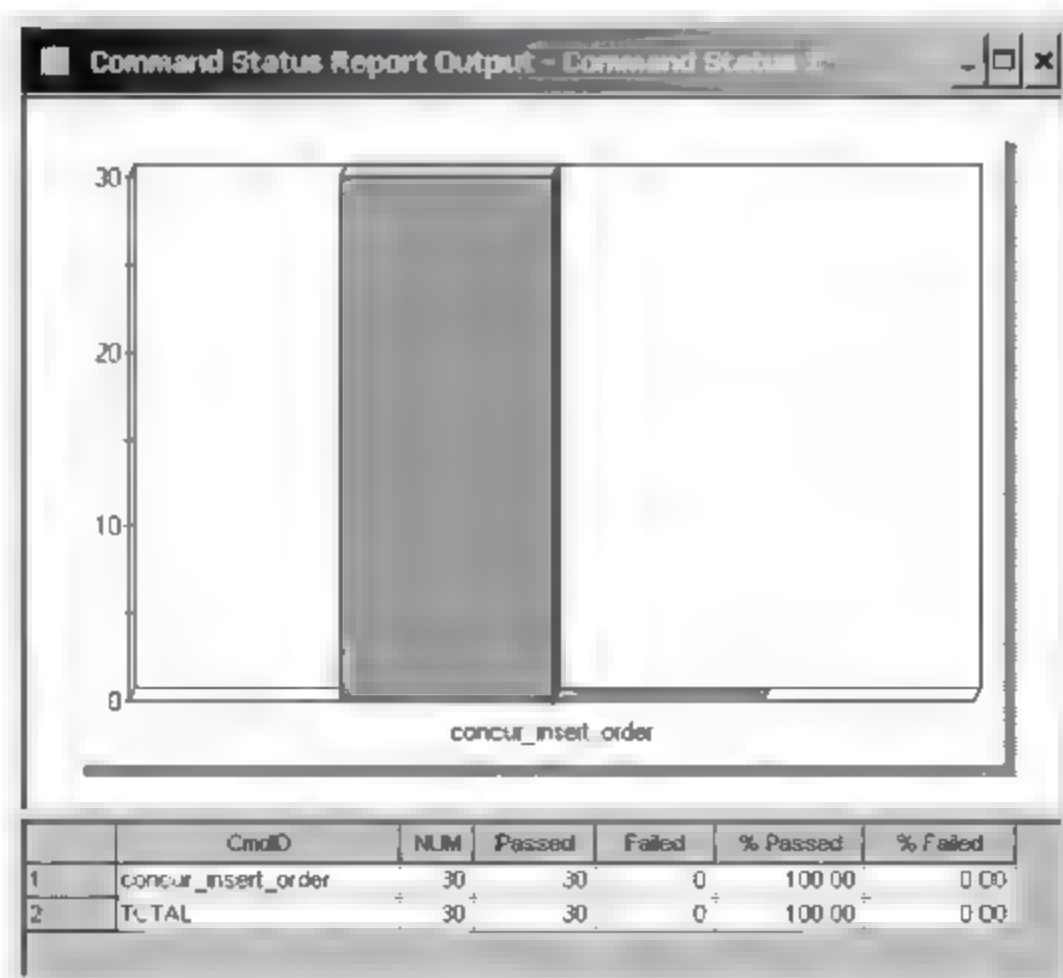 Command Status Report Output - Command Status
30
20
10
0
concur_insert_order
CmdID NUM Passed Failed % Passed % Failed
1 concur_insert_order 30 30 0 100.00 0.00
2 TOTAL 30 30 0 100.00 0.00